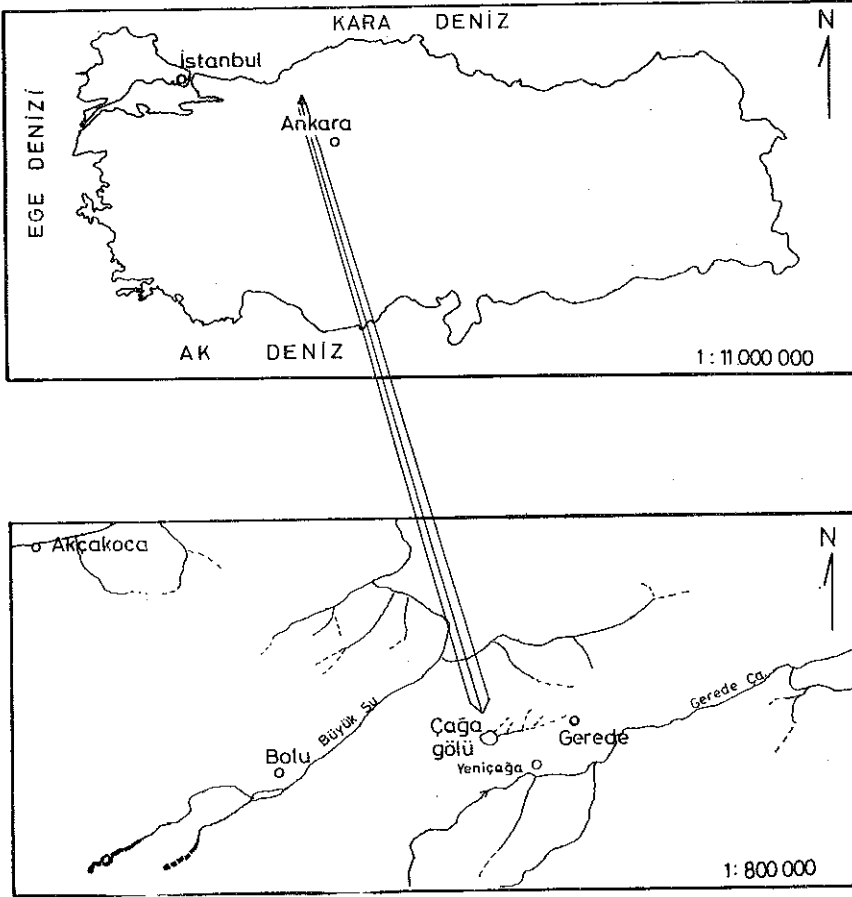 KARA DENİZ
N
İstanbul
EGE DENİZİ
Ankara
AK DENİZ
1:11 000 000
Akçakoca
N
Büyük Su
Gerede Ça.
Çağa
gölü
Gerede
Bolu
Yeniçağa
1:800 000